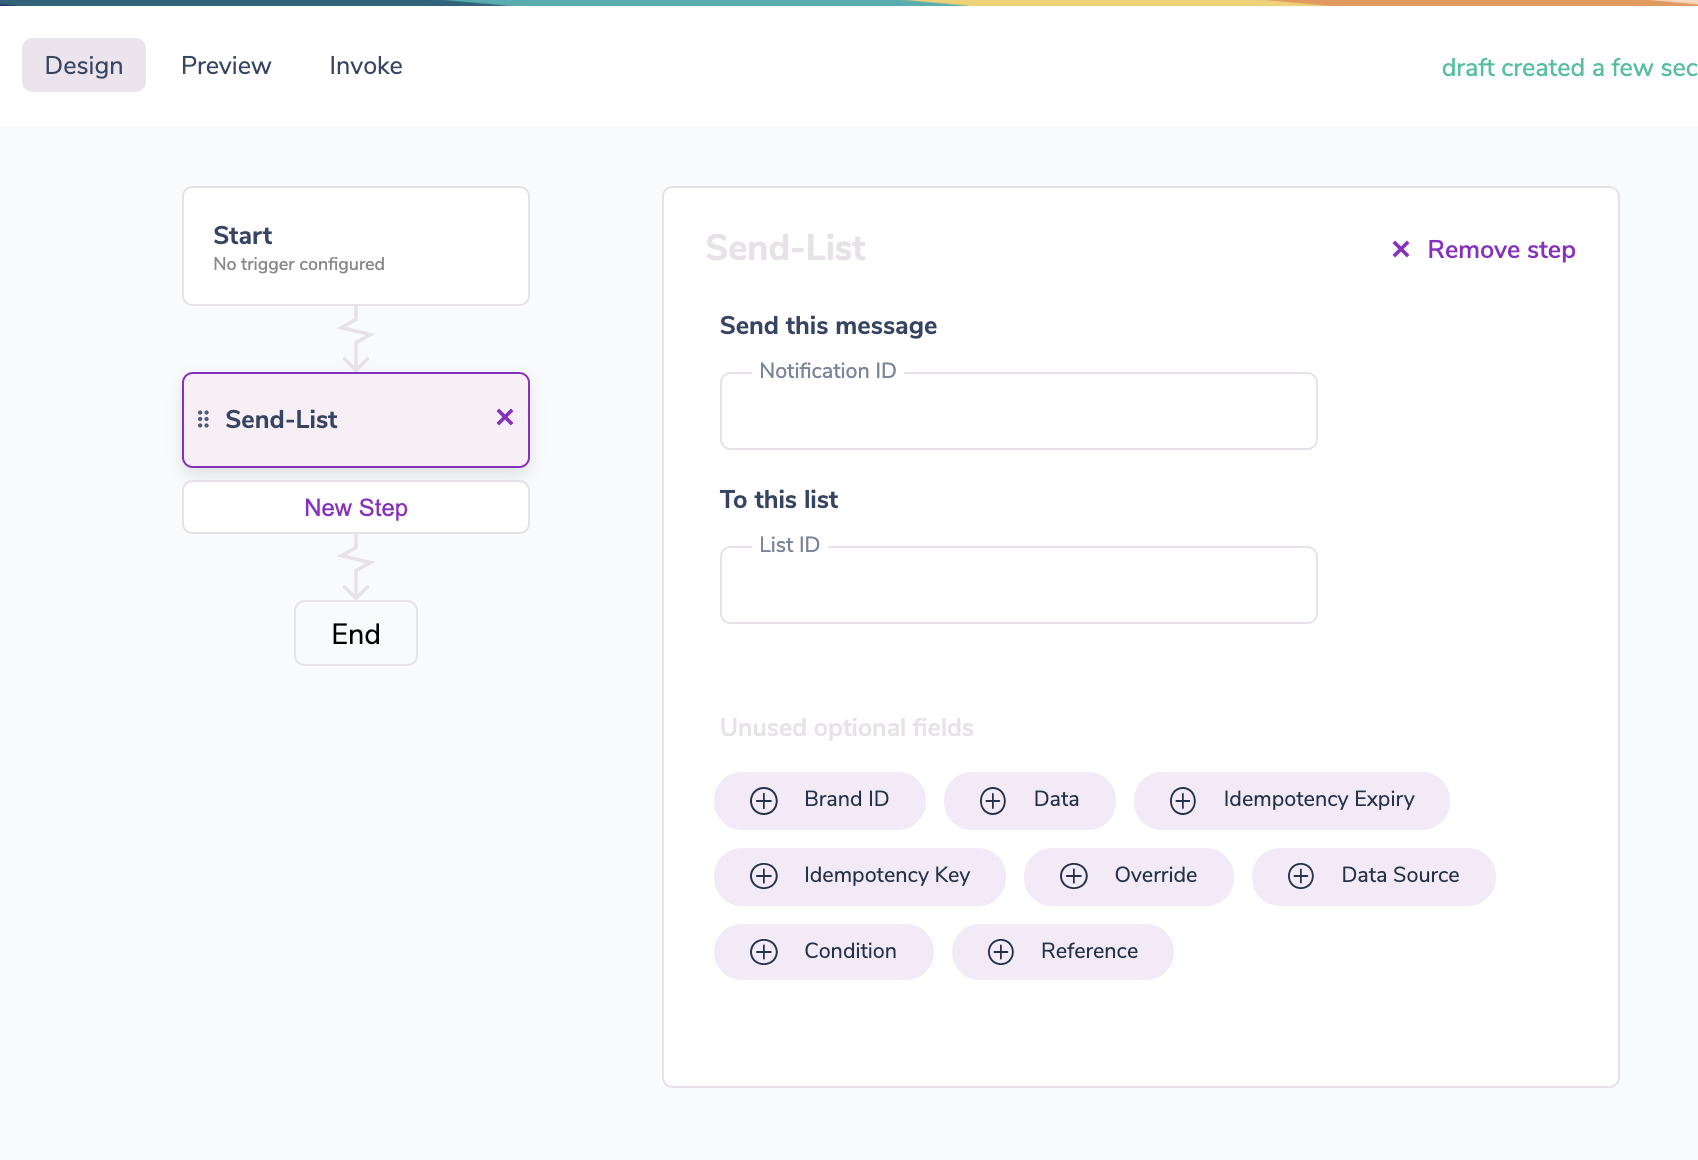 Design Preview Invoke draft created a few sec
Start
No trigger configured
Send-List
New Step
End
Send-List Remove step
Send this message
Notification ID
To this list
List ID
Unused optional fields
Brand ID Data Idempotency Expiry
Idempotency Key Override Data Source
Condition Reference